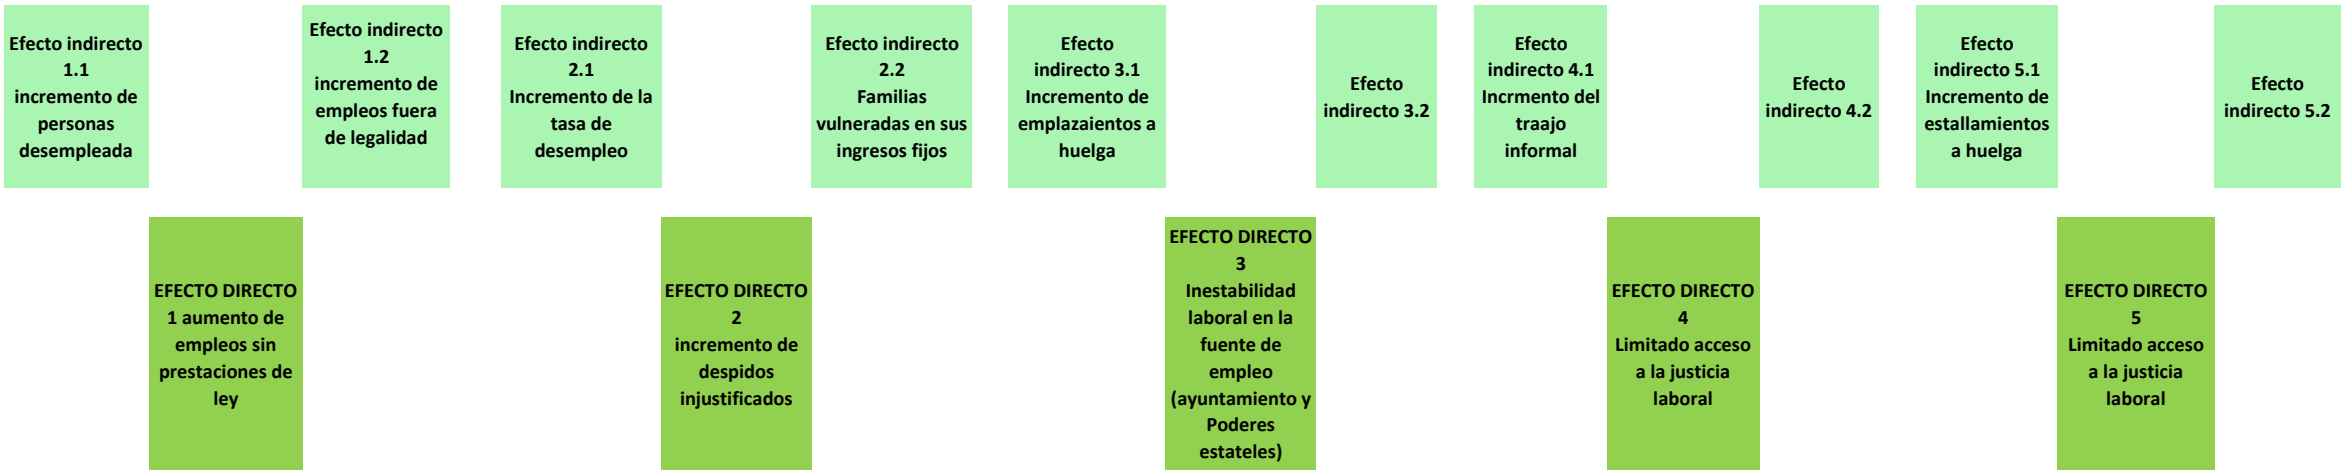 Efecto indirecto
1.1
incremento de
personas
desempleada
Efecto indirecto
1.2
incremento de
empleos fuera
de legalidad
Efecto indirecto
2.1
Incremento de la
tasa de
desempleo
Efecto indirecto
2.2
Familias
vulneradas en sus
ingresos fijos
Efecto
indirecto 3.1
Incremento de
emplazaientos a
huelga
Efecto
indirecto 3.2
Efecto
indirecto 4.1
Incrmento del
traajo
informal
Efecto
indirecto 4.2
Efecto
indirecto 5.1
Incremento de
estallamientos
a huelga
Efecto
indirecto 5.2
EFECTO DIRECTO
1 aumento de
empleos sin
prestaciones de
ley
EFECTO DIRECTO
2
incremento de
despidos
injustificados
EFECTO DIRECTO
3
Inestabilidad
laboral en la
fuente de
empleo
(ayuntamiento y
Poderes
estateles)
EFECTO DIRECTO
4
Limitado acceso
a la justicia
laboral
EFECTO DIRECTO
5
Limitado acceso
a la justicia
laboral